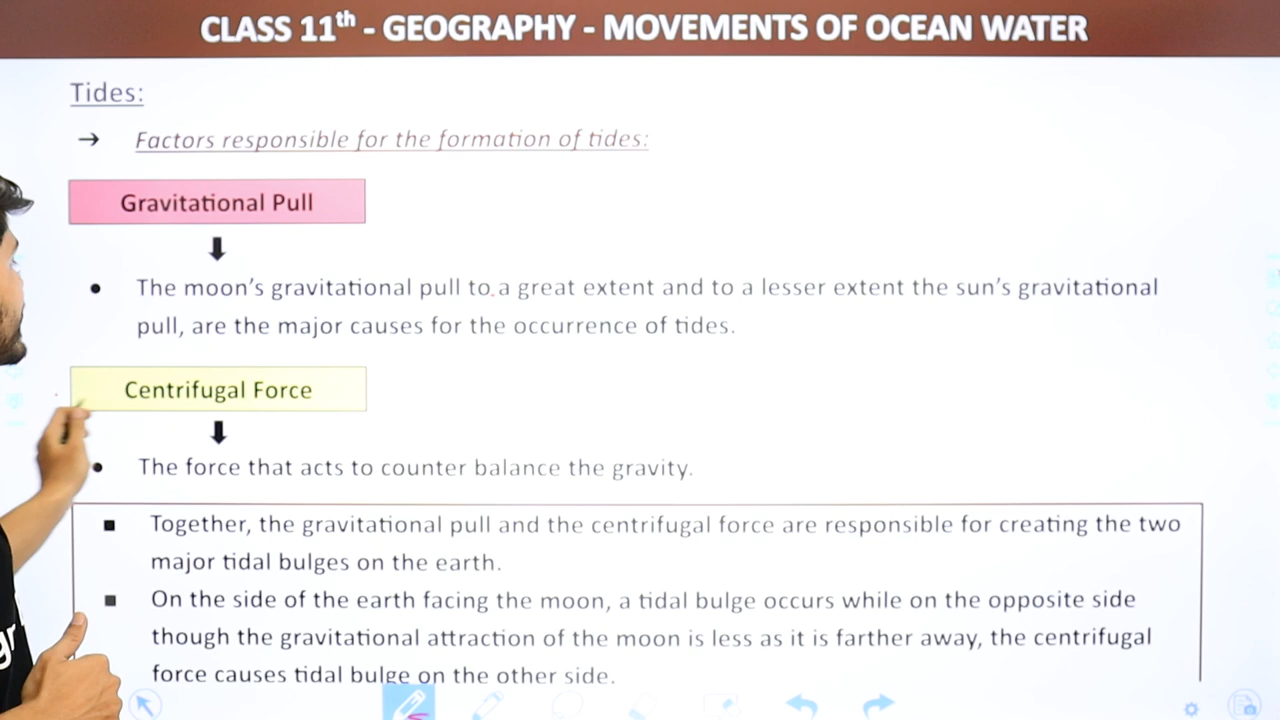 CLASS 11th - GEOGRAPHY - MOVEMENTS OF OCEAN WATER
Tides:
→ Factors responsible for the formation of tides:
Gravitational Pull
• The moon's gravitational pull to a great extent and to a lesser extent the sun's gravitational
pull, are the major causes for the occurrence of tides.
Centrifugal Force
• The force that acts to counter balance the gravity.
▪ Together, the gravitational pull and the centrifugal force are responsible for creating the two
major tidal bulges on the earth.
▪ On the side of the earth facing the moon, a tidal bulge occurs while on the opposite side
though the gravitational attraction of the moon is less as it is farther away, the centrifugal
force causes tidal bulge on the other side.